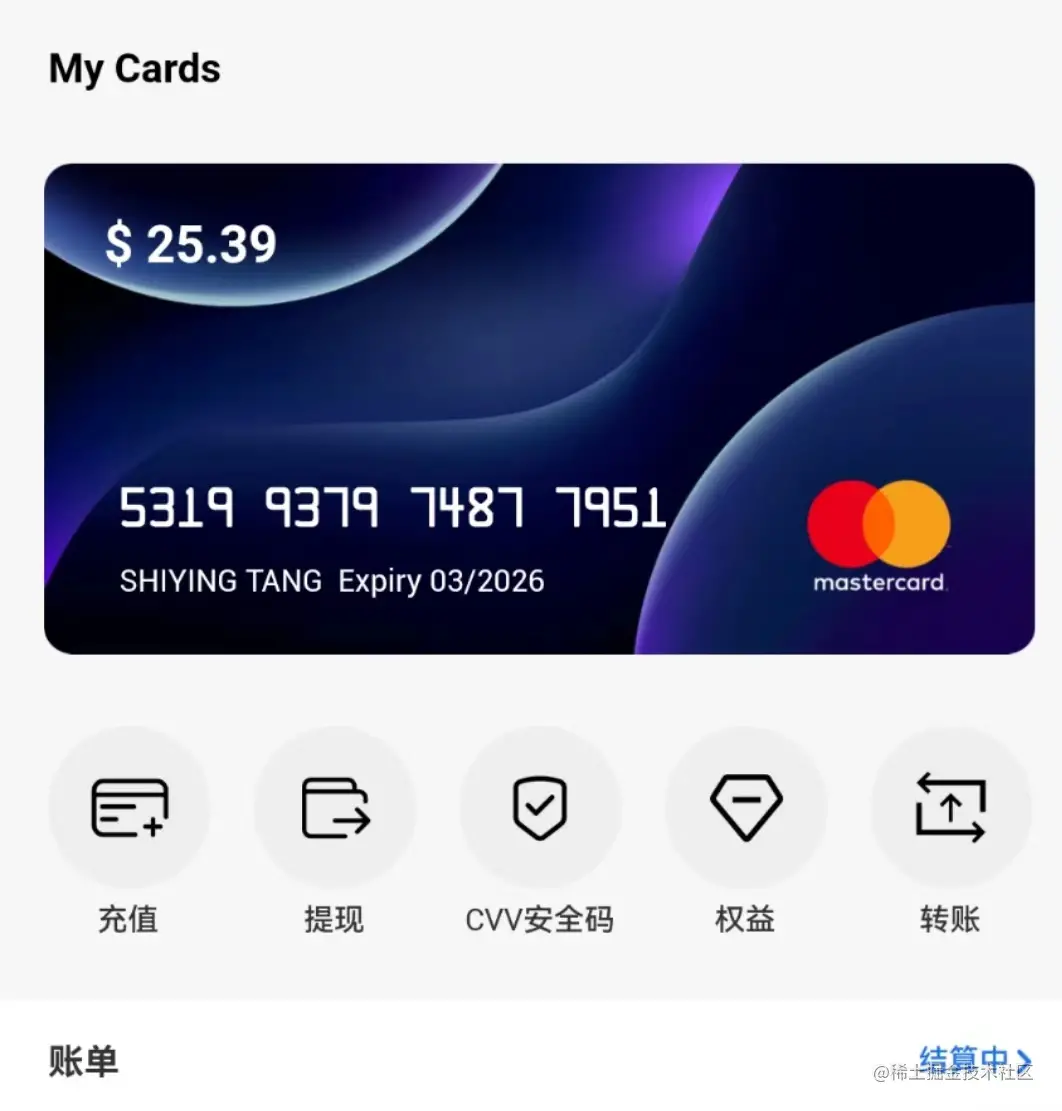 My Cards
$ 25.39
5319 9379 7487 7951
SHIYING TANG Expiry 03/2026
mastercard
充值 提现 CVV安全码 权益 转账
账单 结算中
@稀土掘金技术社区